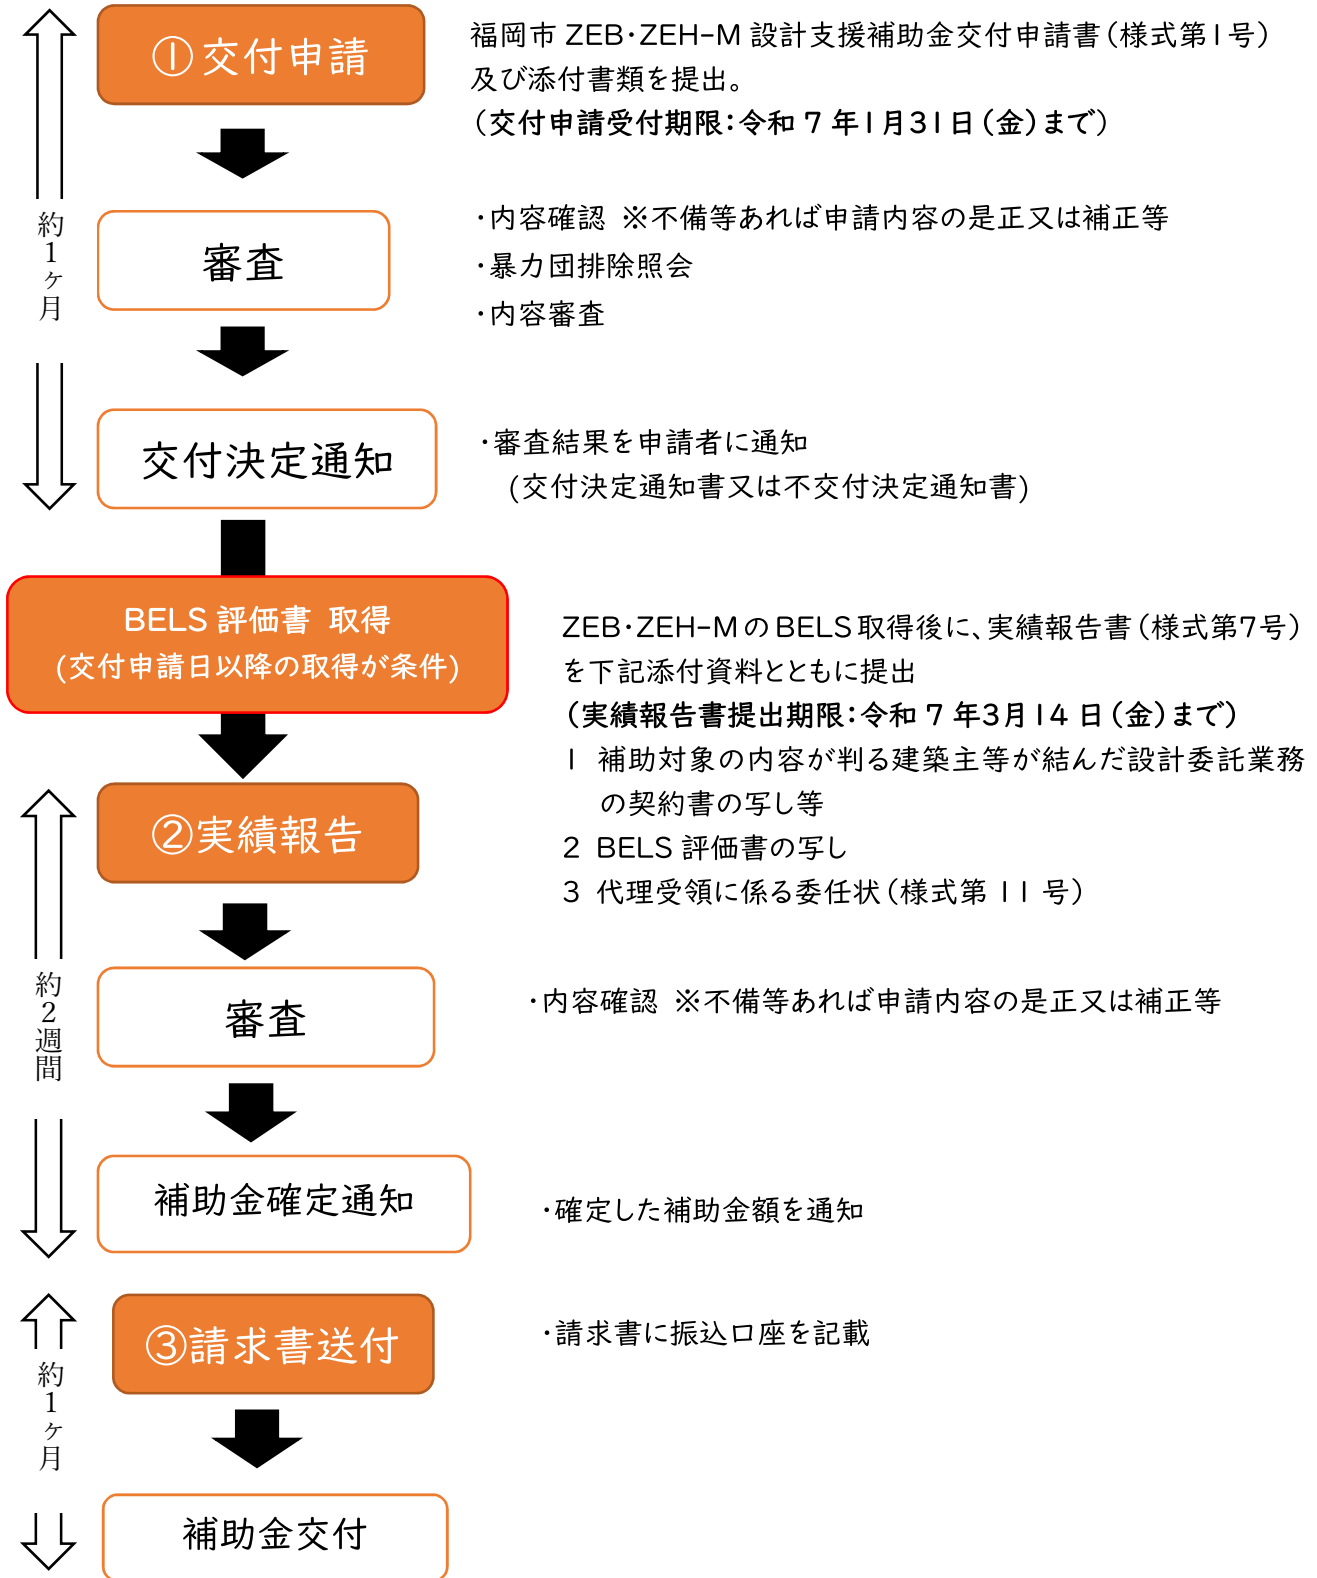 ①交付申請
福岡市 ZEB・ZEH-M 設計支援補助金交付申請書（様式第1号）
及び添付書類を提出。
（交付申請受付期限：令和 7 年1月31日（金）まで）
約1ヶ月
審査
・内容確認 ※不備等あれば申請内容の是正又は補正等
・暴力団排除照会
・内容審査
交付決定通知
・審査結果を申請者に通知
(交付決定通知書又は不交付決定通知書)
BELS 評価書 取得
(交付申請日以降の取得が条件)
ZEB・ZEH-MのBELS取得後に、実績報告書（様式第7号）
を下記添付資料とともに提出
（実績報告書提出期限：令和 7 年3月14 日（金）まで）
1 補助対象の内容が判る建築主等が結んだ設計委託業務
の契約書の写し等
2 BELS 評価書の写し
3 代理受領に係る委任状（様式第 11 号）
②実績報告
約2週間
審査
・内容確認 ※不備等あれば申請内容の是正又は補正等
補助金確定通知
・確定した補助金額を通知
③請求書送付
・請求書に振込口座を記載
約1ヶ月
補助金交付